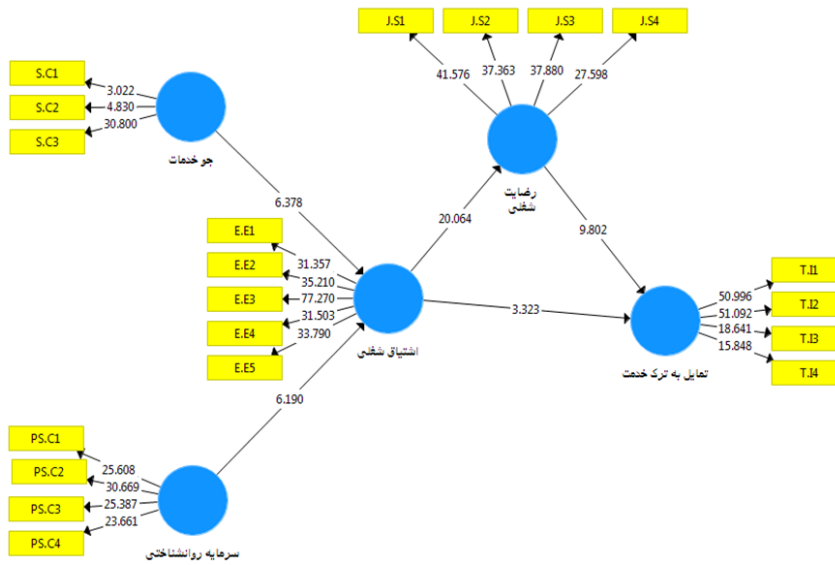 J.S1
J.S2
J.S3
J.S4
41.576
37.363
37.880
27.598
S.C1
S.C2
S.C3
3.022
4.830
30.800
جو خدمات
رضایت
شغلی
6.378
20.064
9.802
E.E1
E.E2
E.E3
E.E4
E.E5
31.357
35.210
77.270
31.503
33.790
اشتیاق شغلی
3.323
T.I1
T.I2
T.I3
T.I4
50.996
51.092
18.641
15.848
تمایل به ترک خدمت
6.190
PS.C1
PS.C2
PS.C3
PS.C4
25.608
30.669
25.387
23.661
سرمایه روانشناختی